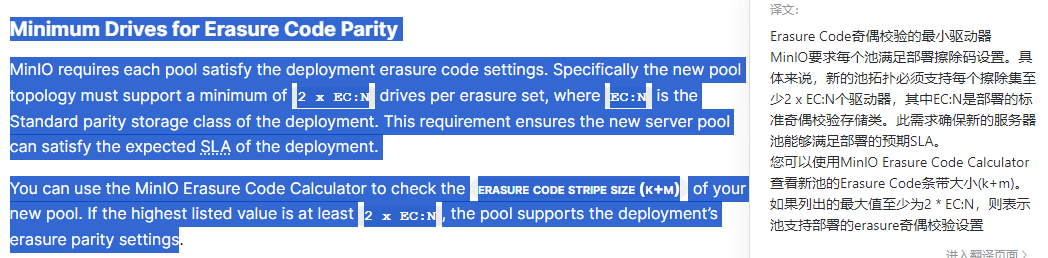 Minimum Drives for Erasure Code Parity
MinIO requires each pool satisfy the deployment erasure code settings. Specifically the new pool
topology must support a minimum of 2 x EC:N drives per erasure set, where EC:N is the
Standard parity storage class of the deployment. This requirement ensures the new server pool
can satisfy the expected SLA of the deployment.
You can use the MinIO Erasure Code Calculator to check the ERASURE CODE STRIPE SIZE (K+M) of your
new pool. If the highest listed value is at least 2 x EC:N, the pool supports the deployment’s
erasure parity settings.
译文：
Erasure Code奇偶校验的最小驱动器
MinIO要求每个池满足部署擦除码设置。具
体来说，新的池拓扑必须支持每个擦除集至
少2 x EC:N个驱动器，其中EC:N是部署的标
准奇偶校验存储类。此需求确保新的服务器
池能够满足部署的预期SLA。
您可以使用MinIO Erasure Code Calculator
查看新池的Erasure Code条带大小(k+m)。
如果列出的最大值至少为2 * EC:N，则表示
池支持部署的erasure奇偶校验设置
进入翻译页面